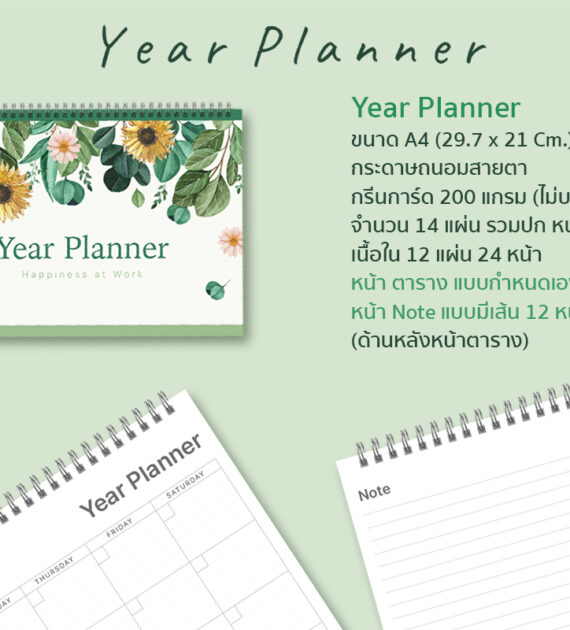 Year Planner
Year Planner
ขนาด A4 (29.7 x 21 Cm.)
กระดาษถนอมสายตา
กรีนการ์ด 200 แกรม (ไม่
จำนวน 14 แผ่น รวมปก
เนื้อใน 12 แผ่น 24 หน้า
หน้า ตาราง แบบกำหนดเอง
หน้า Note แบบมีเส้น 12
(ด้านหลังหน้าตาราง)
Year Planner
Happiness at Work
Year Planner
THURSDAY
FRIDAY
SATURDAY
Note